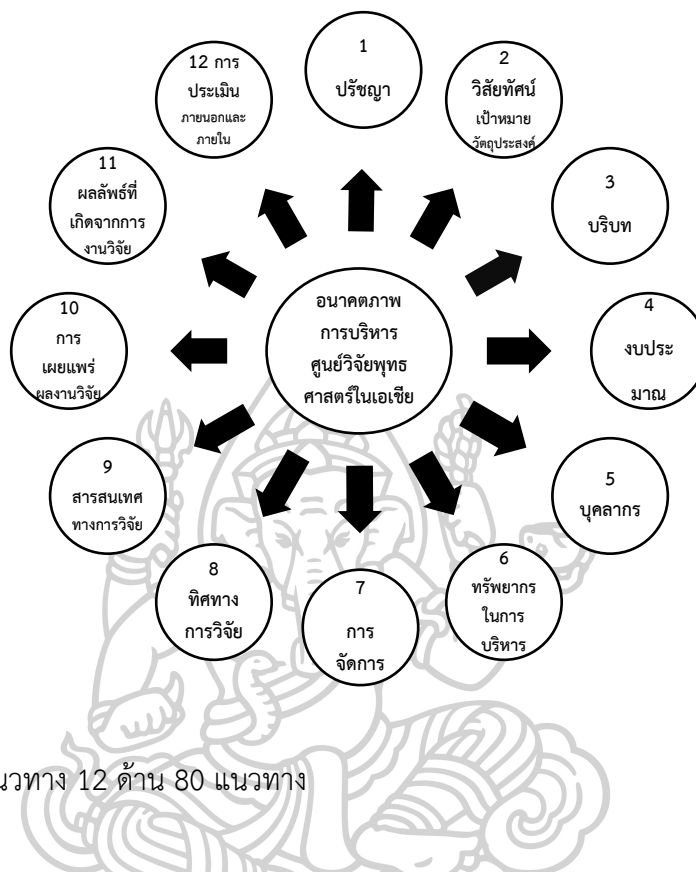 1
ปรัชญา
2
วิสัยทัศน์
เป้าหมาย
วัตถุประสงค์
3
บริบท
4
งบประ
มาณ
5
บุคลากร
6
ทรัพยากร
ในการ
บริหาร
7
การ
จัดการ
8
ทิศทาง
การวิจัย
9
สารสนเทศ
ทางการวิจัย
10
การ
เผยแพร่
ผลงานวิจัย
11
ผลลัพธ์ที่
เกิดจากการ
งานวิจัย
12 การ
ประเมิน
ภายนอกและ
ภายใน
อนาคตภาพ
การบริหาร
ศูนย์วิจัยพุทธ
ศาสตร์ในเอเชีย
12 ด้าน 80 แนวทาง